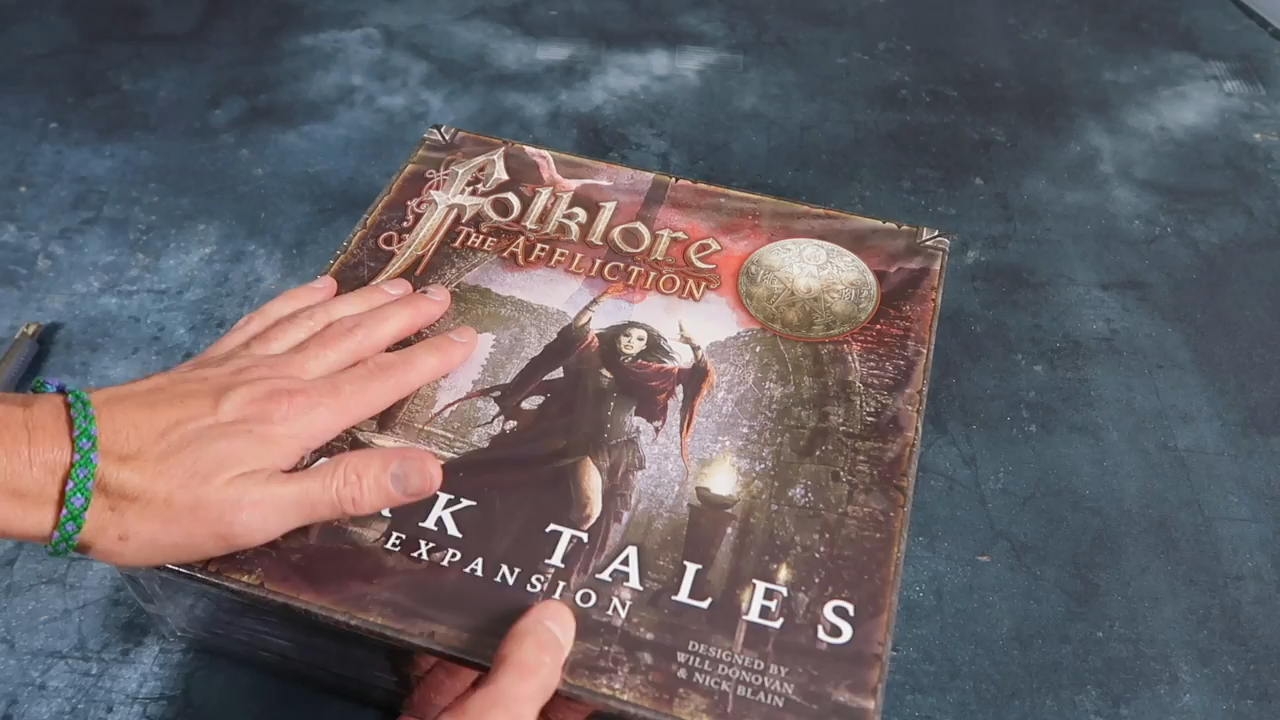 Folklore
THE AFFLICTION
K TALES
EXPANSION
DESIGNED BY
WILL DONOVAN
& NICK BLAIN